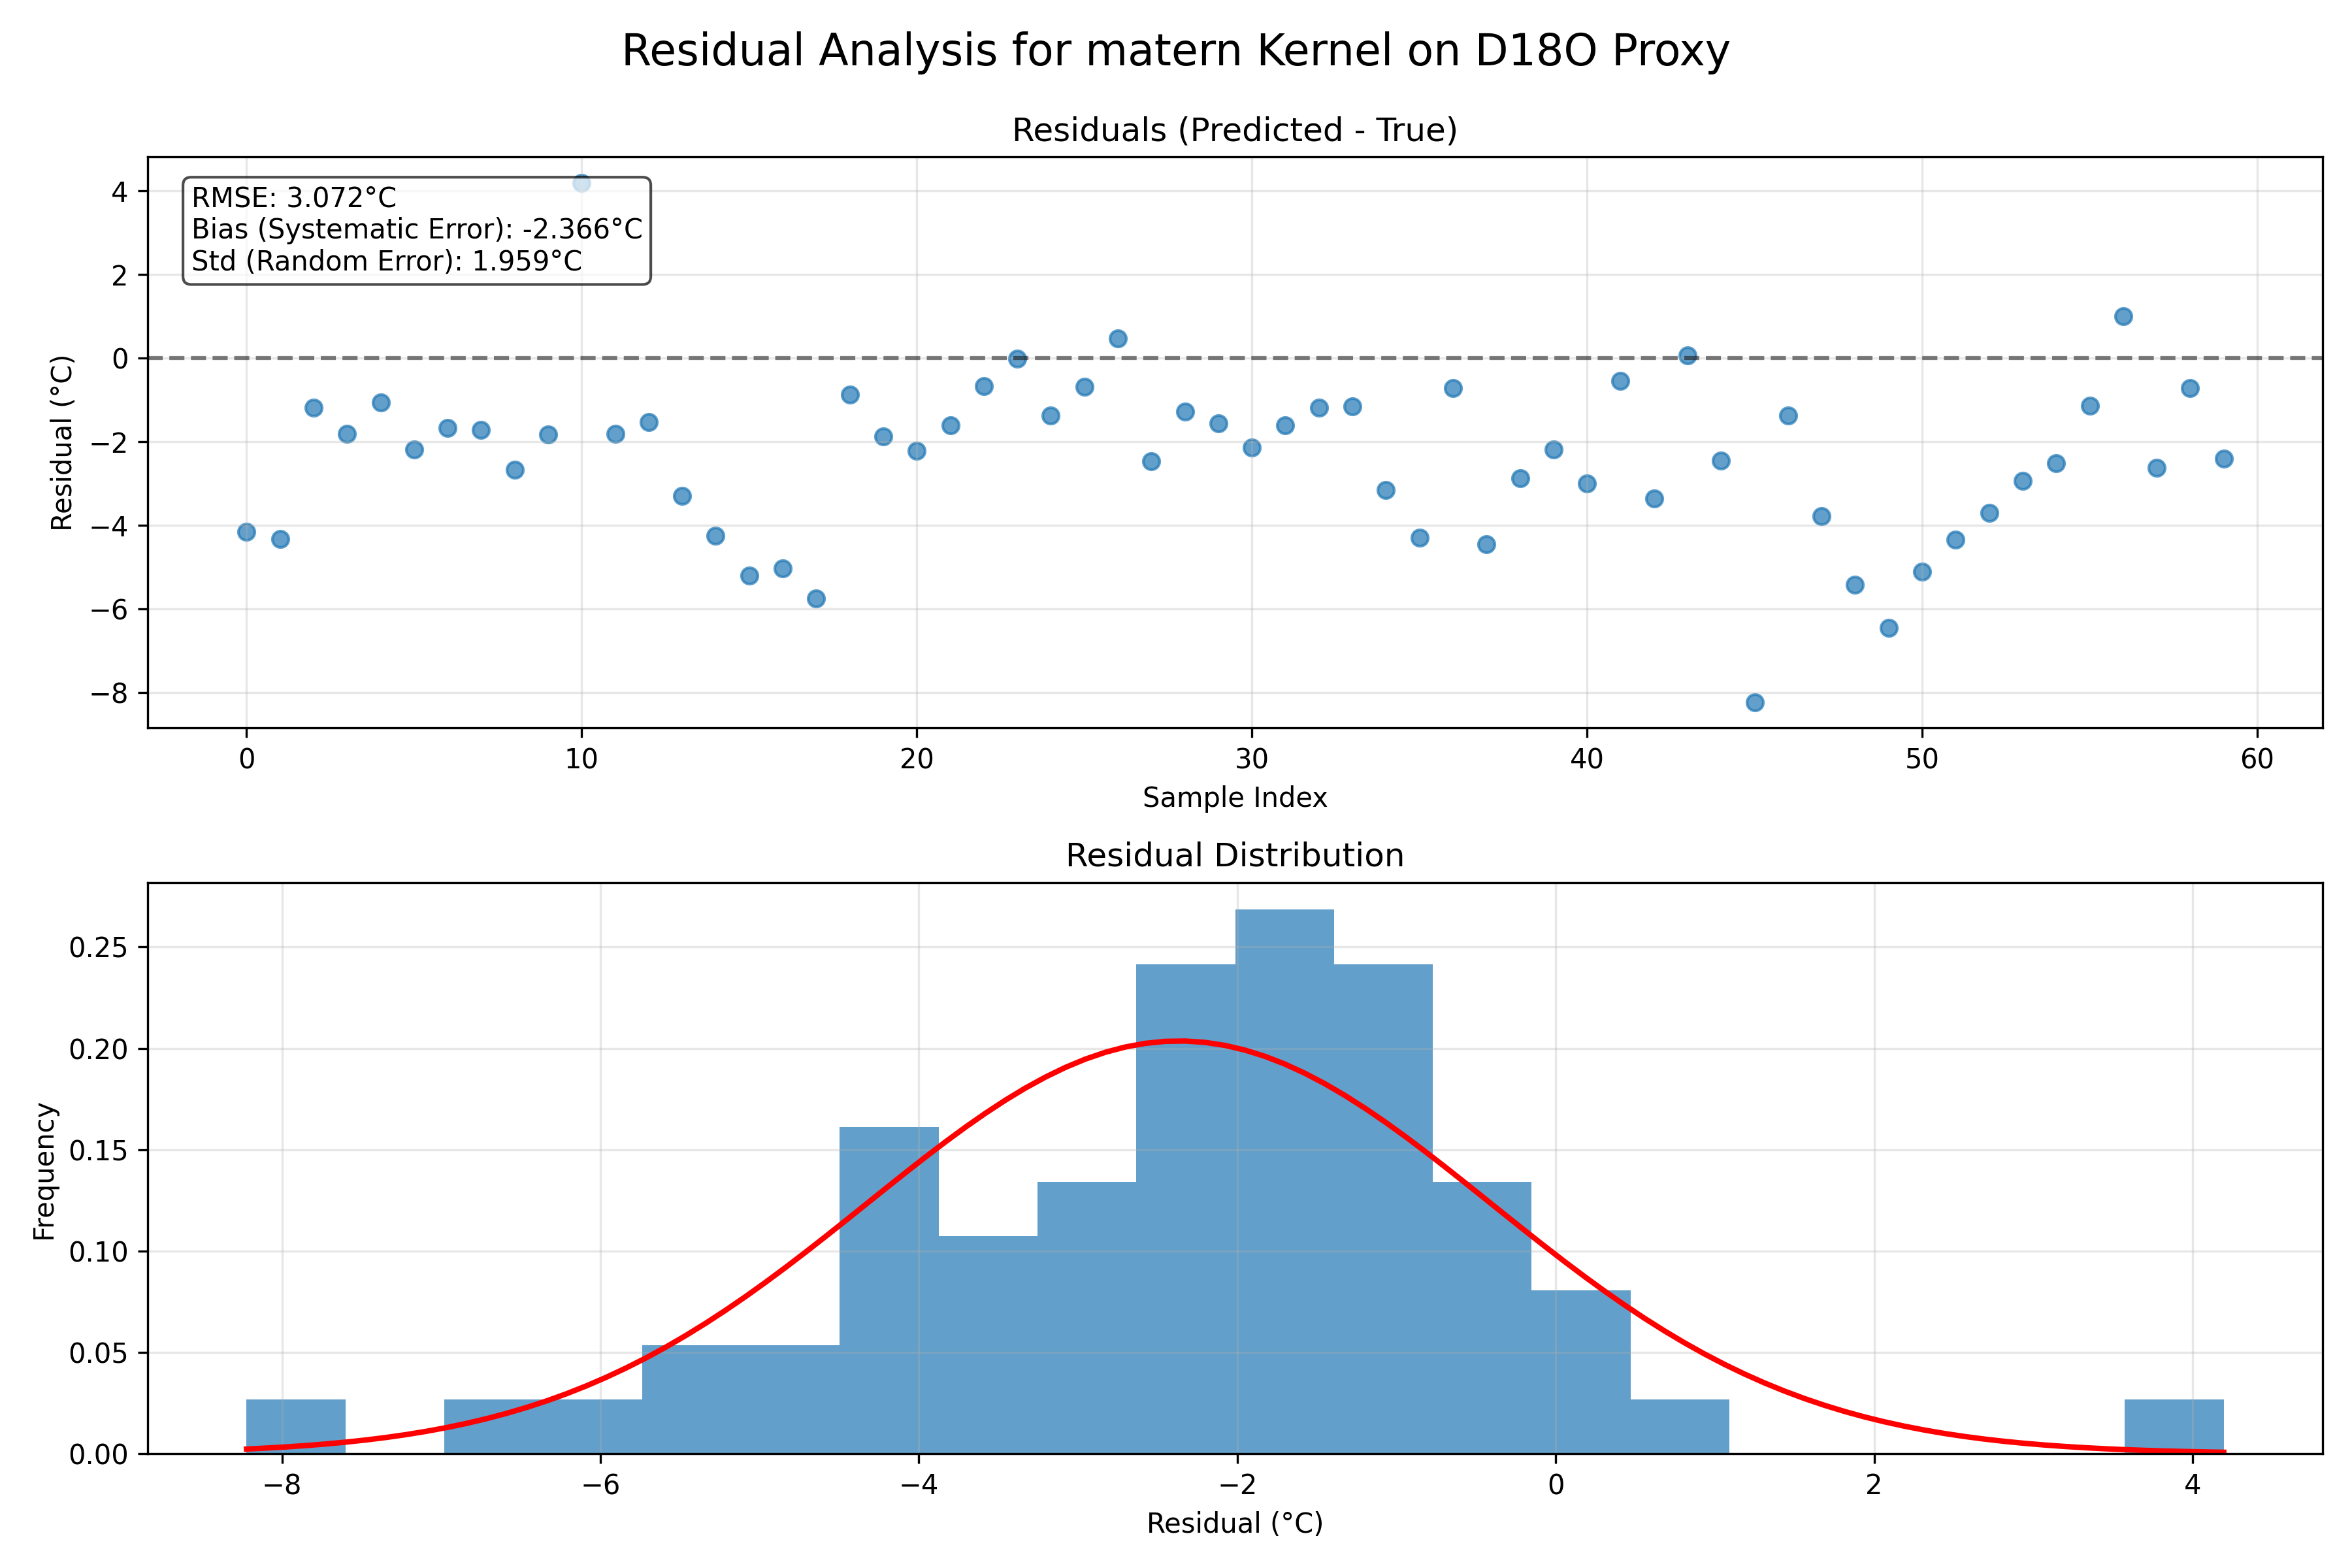 Residual Analysis for matern Kernel on D18O Proxy
Residuals (Predicted - True)
RMSE: 3.072°C
Bias (Systematic Error): -2.366°C
Std (Random Error): 1.959°C
Residual (°C)
4
2
0
−2
−4
−6
−8
0 10 20 30 40 50 60
Sample Index
Residual Distribution
Frequency
0.25
0.20
0.15
0.10
0.05
0.00
−8 −6 −4 −2 0 2 4
Residual (°C)